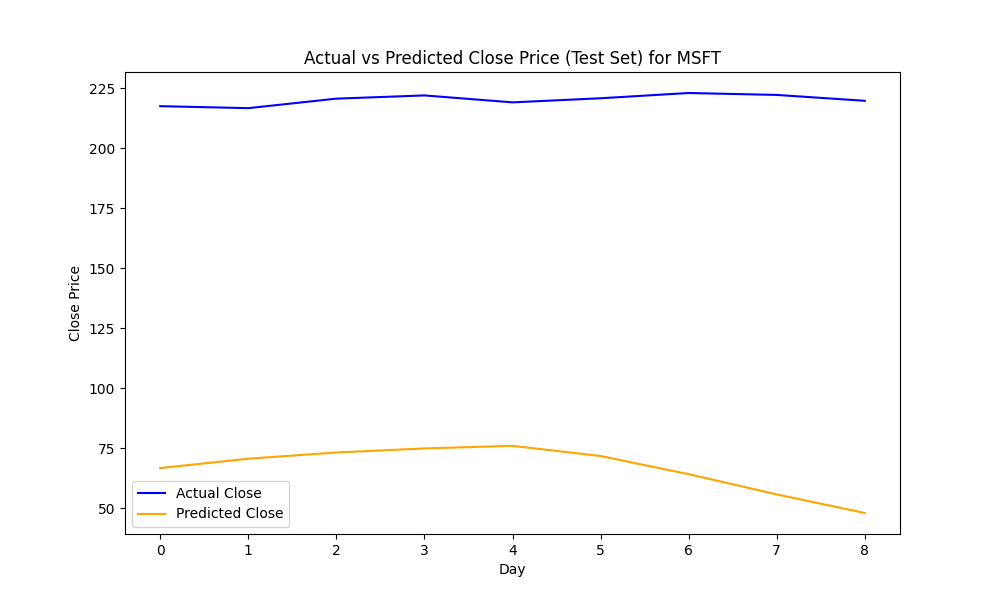 Actual vs Predicted Close Price (Test Set) for MSFT
Close Price
225
200
175
150
125
100
75
50
Actual Close
Predicted Close
0 1 2 3 4 5 6 7 8
Day